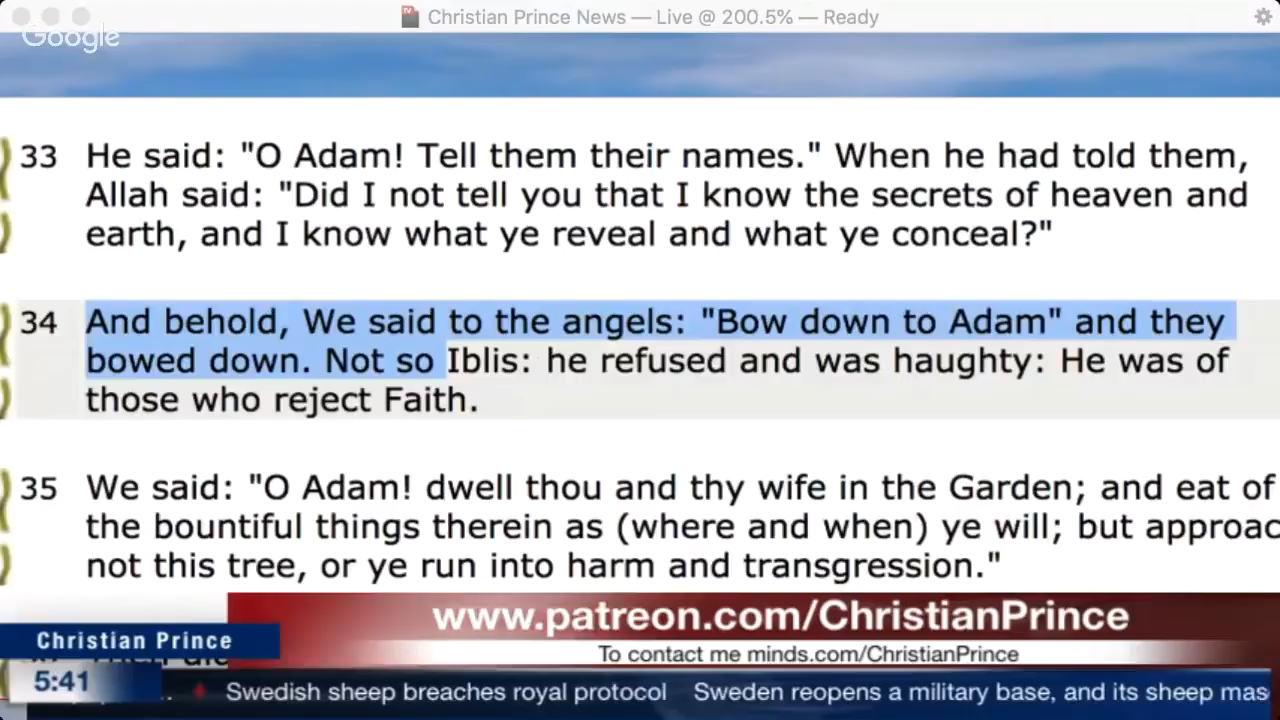 Christian Prince News — Live @ 200.5% — Ready
Google
33 He said: "O Adam! Tell them their names." When he had told them,
Allah said: "Did I not tell you that I know the secrets of heaven and
earth, and I know what ye reveal and what ye conceal?"
34 And behold, We said to the angels: "Bow down to Adam" and they
bowed down. Not so Iblis: he refused and was haughty: He was of
those who reject Faith.
35 We said: "O Adam! dwell thou and thy wife in the Garden; and eat of
the bountiful things therein as (where and when) ye will; but approac
not this tree, or ye run into harm and transgression."
www.patreon.com/ChristianPrince
Christian Prince
To contact me minds.com/ChristianPrince
5:41
Swedish sheep breaches royal protocol Sweden reopens a military base, and its sheep mas